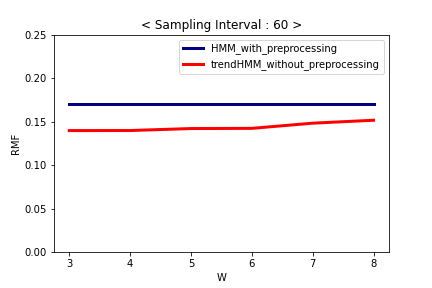 < Sampling Interval : 60 >
HMM_with_preprocessing
trendHMM_without_preprocessing
RMF
0.25
0.20
0.15
0.10
0.05
0.00
3 4 5 6 7 8
W